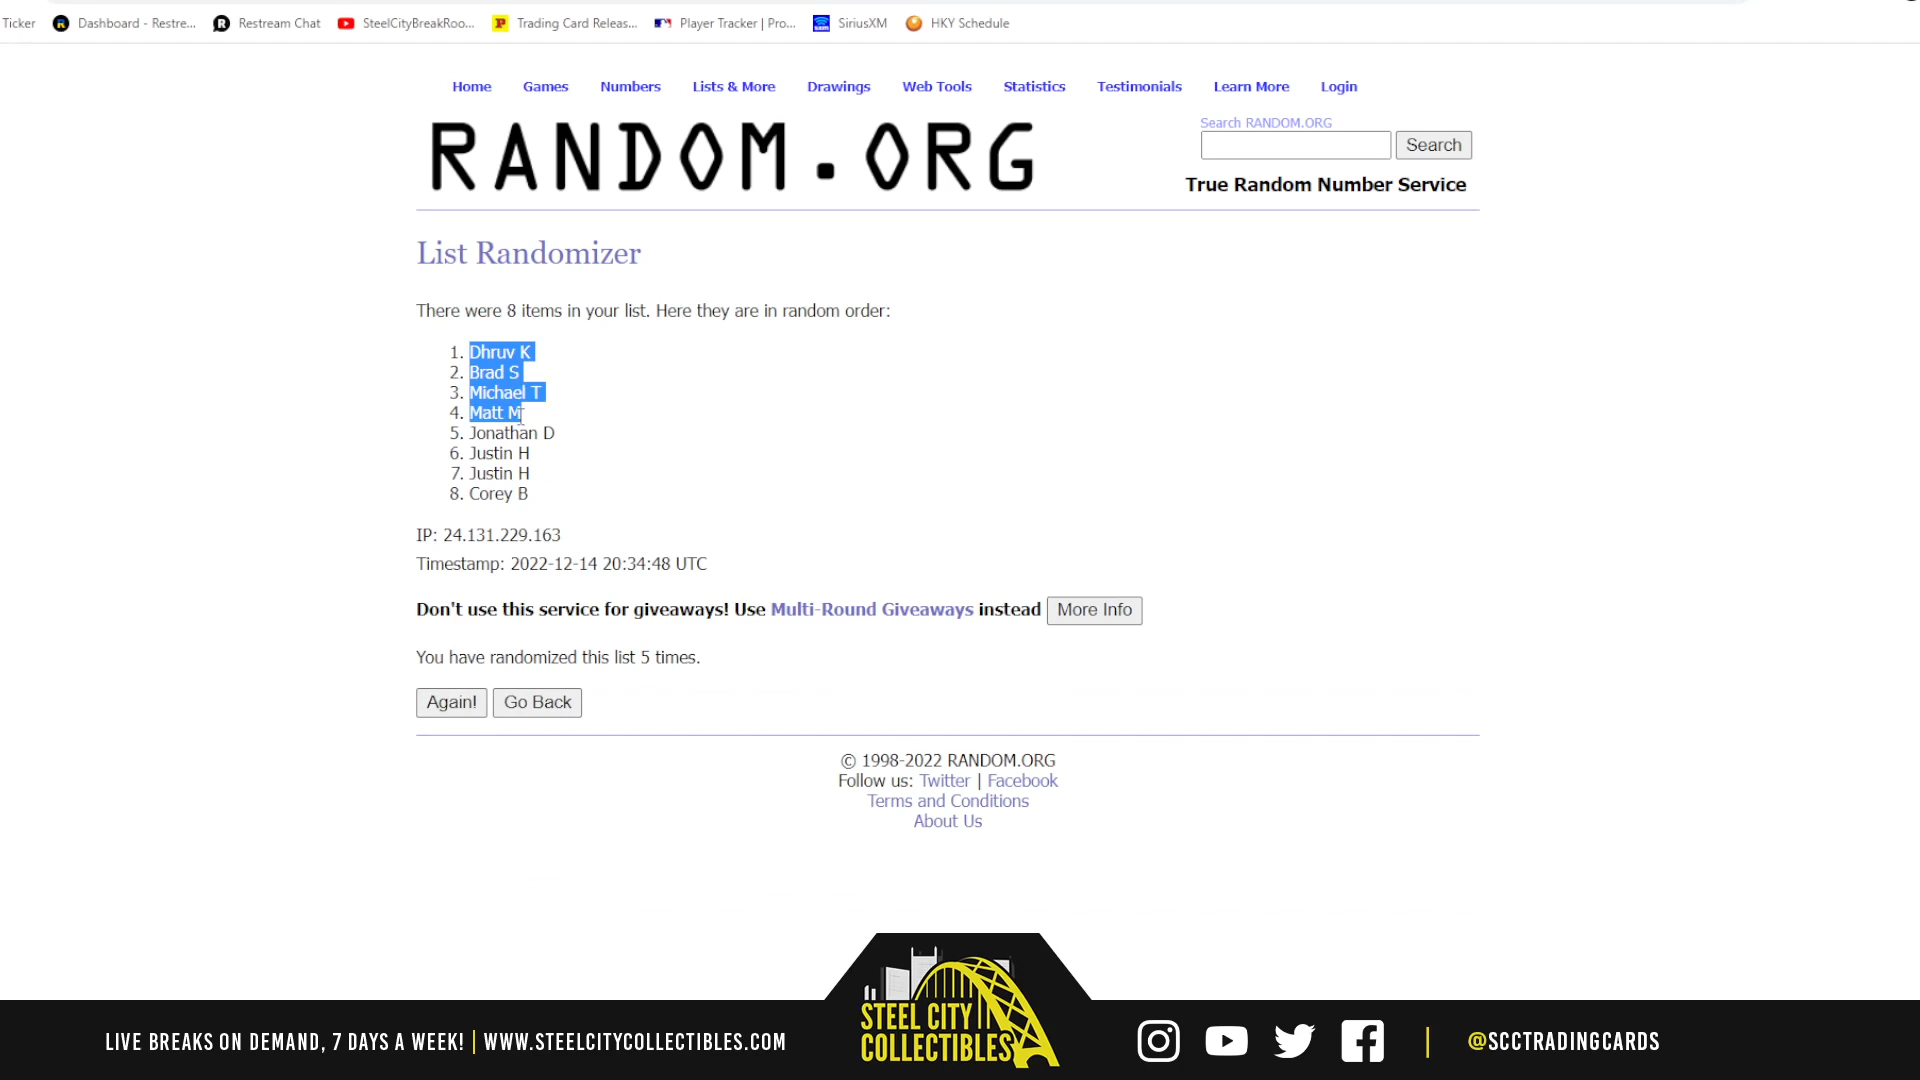 Ticker Dashboard - Restre... Restream Chat SteelCityBreakRoo... Trading Card Releas... Player Tracker | Pro... SiriusXM HKY Schedule
Home Games Numbers Lists & More Drawings Web Tools Statistics Testimonials Learn More Login
RANDOM.ORG
Search RANDOM.ORG
Search
True Random Number Service
List Randomizer
There were 8 items in your list. Here they are in random order:
1. Dhruv K
2. Brad S
3. Michael T
4. Matt M
5. Jonathan D
6. Justin H
7. Justin H
8. Corey B
IP: 24.131.229.163
Timestamp: 2022-12-14 20:34:48 UTC
Don't use this service for giveaways! Use Multi-Round Giveaways instead More Info
You have randomized this list 5 times.
Again! Go Back
© 1998-2022 RANDOM.ORG
Follow us: Twitter | Facebook
Terms and Conditions
About Us
LIVE BREAKS ON DEMAND, 7 DAYS A WEEK! | WWW.STEELCITYCOLLECTIBLES.COM
STEEL CITY
COLLECTIBLES
| @SCCTRADINGCARDS